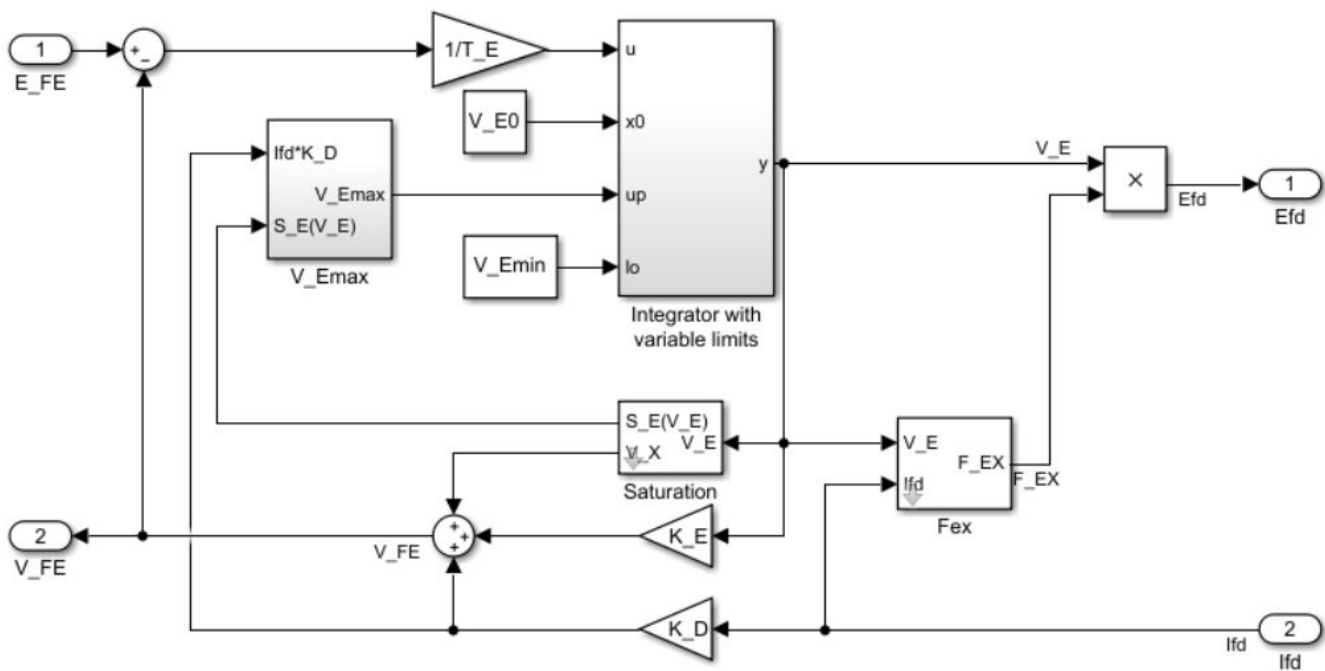 1
E_FE
+
−
1/T_E
V_E0
V_Emin
Ifd*K_D
V_Emax
S_E(V_E)
V_Emax
u
x0
up
lo
y
Integrator with
variable limits
V_E
×
Efd
1
Efd
S_E(V_E)
V_X
V_E
Saturation
V_E
Ifd
F_EX
F_EX
Fex
2
V_FE
V_FE
+
+
+
K_E
K_D
Ifd
2
Ifd